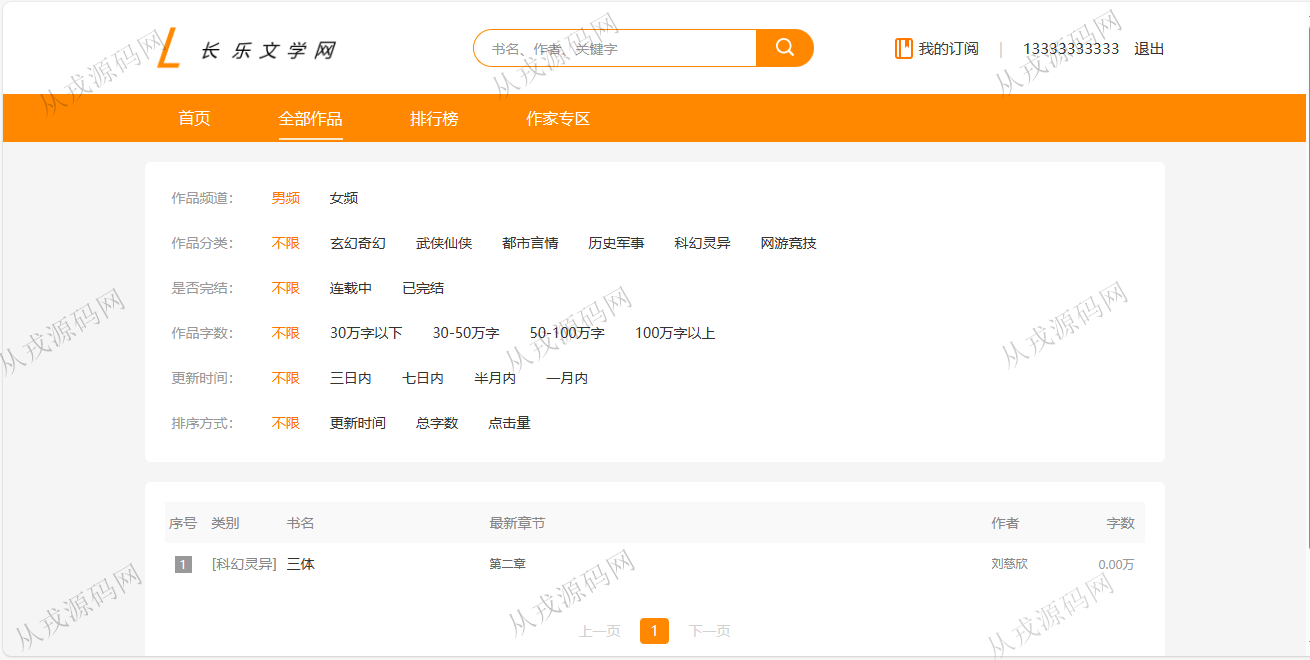 长乐文学网
书名、作者、关键字
我的订阅 | 13333333333 退出
首页 全部作品 排行榜 作家专区
作品频道: 男频 女频
作品分类: 不限 玄幻奇幻 武侠仙侠 都市言情 历史军事 科幻灵异 网游竞技
是否完结: 不限 连载中 已完结
作品字数: 不限 30万字以下 30-50万字 50-100万字 100万字以上
更新时间: 不限 三日内 七日内 半月内 一月内
排序方式: 不限 更新时间 总字数 点击量
序号 类别 书名 最新章节 作者 字数
1 [科幻灵异] 三体 第二章 刘慈欣 0.00万
上一页 1 下一页
从戎源码网
从戎源码网
从戎源码网
从戎源码网
从戎源码网
从戎源码网
从戎源码网
从戎源码网
从戎源码网